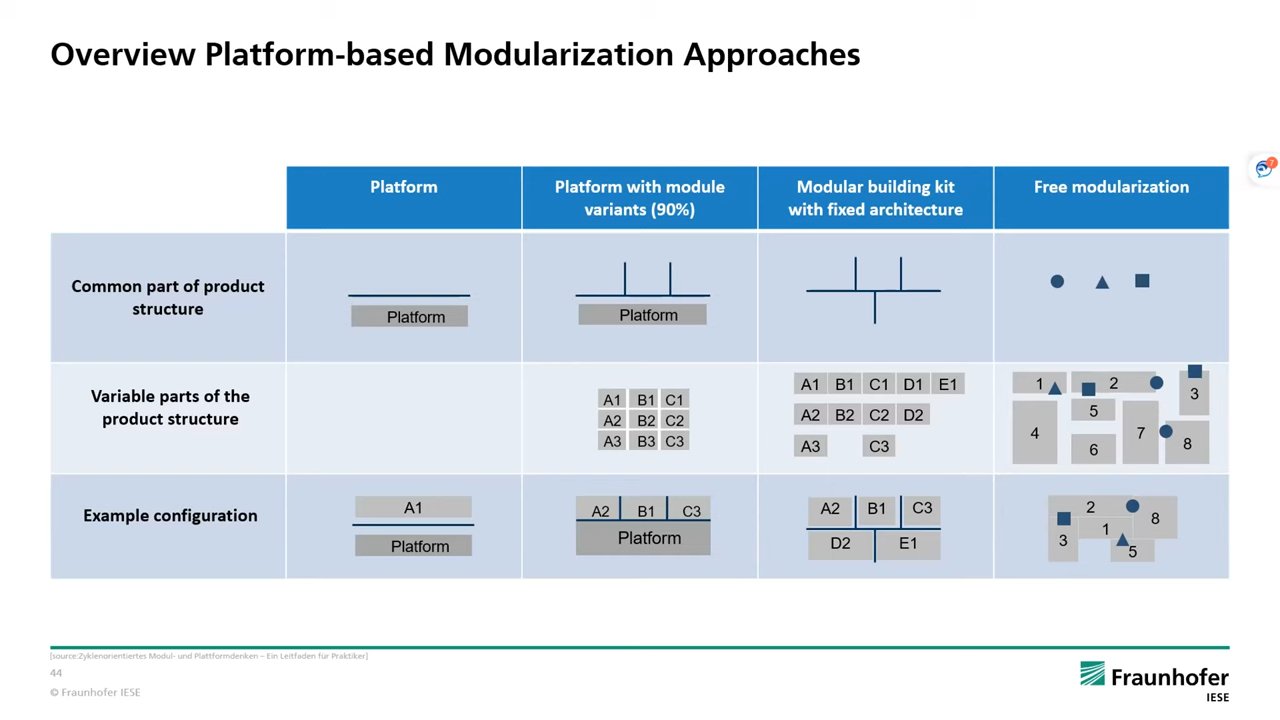 Overview Platform-based Modularization Approaches
7
Platform
Platform with module
variants (90%)
Modular building kit
with fixed architecture
Free modularization
Common part of product
structure
Platform
Platform
Variable parts of the
product structure
A1 B1 C1
A2 B2 C2
A3 B3 C3
A1 B1 C1 D1 E1
A2 B2 C2 D2
A3 C3
1 2 3
4 5 7
6 8
Example configuration
A1
Platform
A2 B1 C3
Platform
A2 B1 C3
D2 E1
2 8
1
3 5
[source:Zyklenorientiertes Modul- und Plattformdenken – Ein Leitfaden für Praktiker]
44
© Fraunhofer IESE
Fraunhofer
IESE